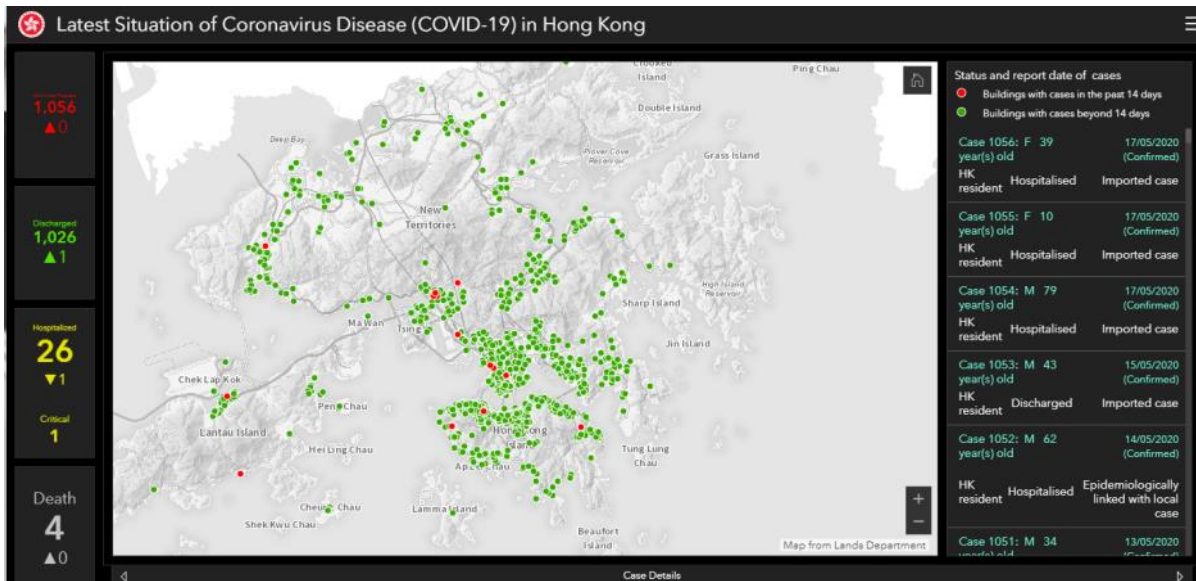 Latest Situation of Coronavirus Disease (COVID-19) in Hong Kong
1,056
▲0
Discharged
1,026
▲1
Hospitalized
26
▼1
Critical
1
Death
4
▲0
Crooked
Island
Ping Chau
Double Island
Deep Bay
Plover Cove
Reservoir
Grass Island
New
Territories
High Island
Reservoir
Sharp Island
Ma Wan
Tsing
Jin Island
Chek Lap Kok
Peng Chau
Lantau Island
Hei Ling Chau
Hong Kong
Island
Ap Lei Chau
Tung Lung
Chau
Cheung Chau
Lamma Island
Shek Kwu Chau
Beaufort
Island
+
−
Map from Lands Department
Status and report date of cases
Buildings with cases in the past 14 days
Buildings with cases beyond 14 days
Case 1056: F 39 17/05/2020
year(s) old (Confirmed)
HK
resident Hospitalised Imported case
Case 1055: F 10 17/05/2020
year(s) old (Confirmed)
HK
resident Hospitalised Imported case
Case 1054: M 79 17/05/2020
year(s) old (Confirmed)
HK
resident Hospitalised Imported case
Case 1053: M 43 15/05/2020
year(s) old (Confirmed)
HK
resident Discharged Imported case
Case 1052: M 62 14/05/2020
year(s) old (Confirmed)
HK
resident Hospitalised Epidemiologically
linked with local
case
Case 1051: M 34 13/05/2020
Case Details